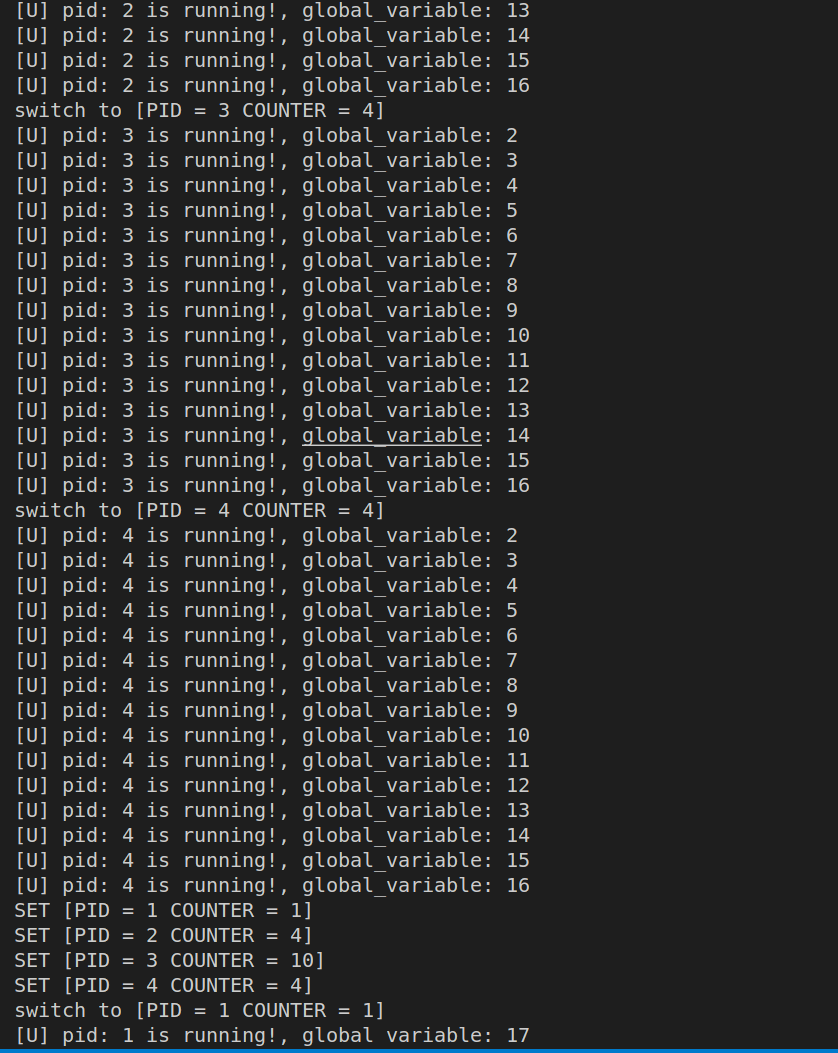 [U] pid: 2 is running!, global_variable: 13
[U] pid: 2 is running!, global_variable: 14
[U] pid: 2 is running!, global_variable: 15
[U] pid: 2 is running!, global_variable: 16
switch to [PID = 3 COUNTER = 4]
[U] pid: 3 is running!, global_variable: 2
[U] pid: 3 is running!, global_variable: 3
[U] pid: 3 is running!, global_variable: 4
[U] pid: 3 is running!, global_variable: 5
[U] pid: 3 is running!, global_variable: 6
[U] pid: 3 is running!, global_variable: 7
[U] pid: 3 is running!, global_variable: 8
[U] pid: 3 is running!, global_variable: 9
[U] pid: 3 is running!, global_variable: 10
[U] pid: 3 is running!, global_variable: 11
[U] pid: 3 is running!, global_variable: 12
[U] pid: 3 is running!, global_variable: 13
[U] pid: 3 is running!, global_variable: 14
[U] pid: 3 is running!, global_variable: 15
[U] pid: 3 is running!, global_variable: 16
switch to [PID = 4 COUNTER = 4]
[U] pid: 4 is running!, global_variable: 2
[U] pid: 4 is running!, global_variable: 3
[U] pid: 4 is running!, global_variable: 4
[U] pid: 4 is running!, global_variable: 5
[U] pid: 4 is running!, global_variable: 6
[U] pid: 4 is running!, global_variable: 7
[U] pid: 4 is running!, global_variable: 8
[U] pid: 4 is running!, global_variable: 9
[U] pid: 4 is running!, global_variable: 10
[U] pid: 4 is running!, global_variable: 11
[U] pid: 4 is running!, global_variable: 12
[U] pid: 4 is running!, global_variable: 13
[U] pid: 4 is running!, global_variable: 14
[U] pid: 4 is running!, global_variable: 15
[U] pid: 4 is running!, global_variable: 16
SET [PID = 1 COUNTER = 1]
SET [PID = 2 COUNTER = 4]
SET [PID = 3 COUNTER = 10]
SET [PID = 4 COUNTER = 4]
switch to [PID = 1 COUNTER = 1]
[U] pid: 1 is running!, global variable: 17